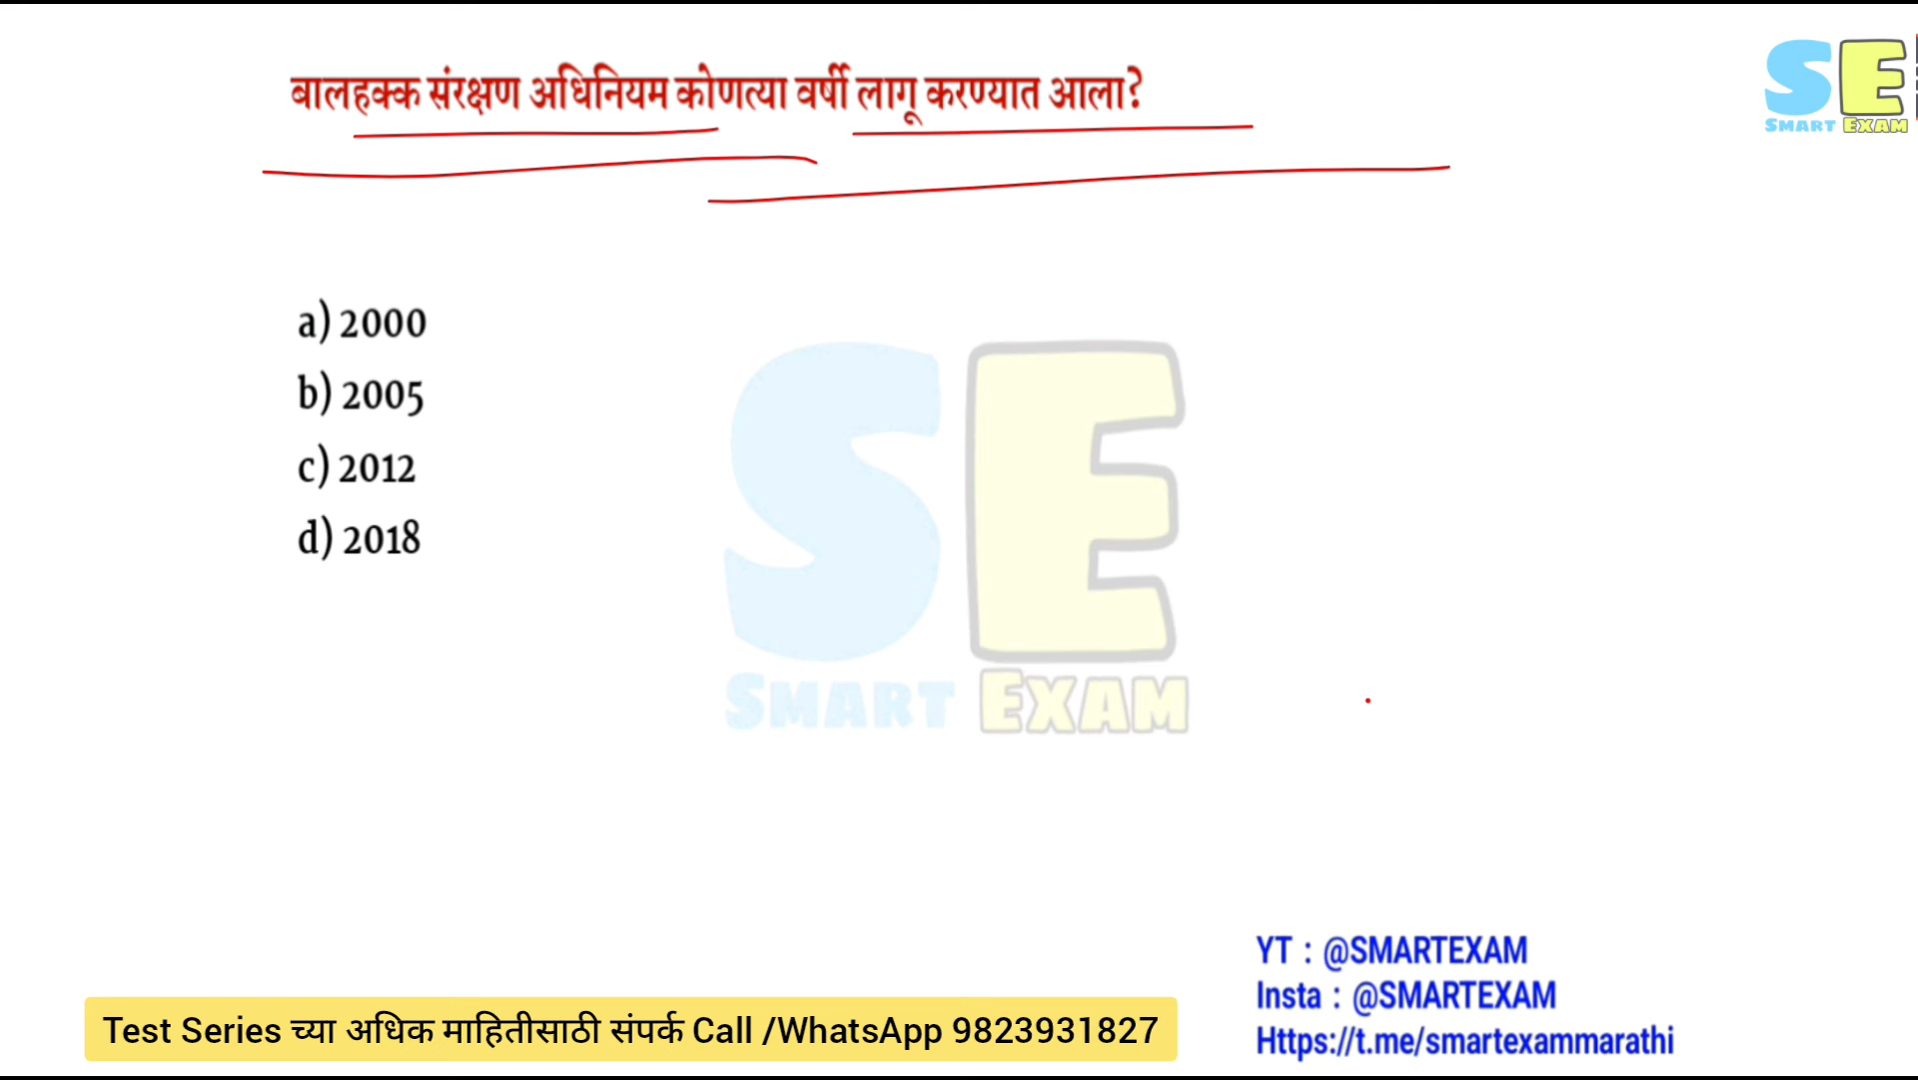 बालहक्क संरक्षण अधिनियम कोणत्या वर्षी लागू करण्यात आला?
SE
SMART EXAM
a) 2000
b) 2005
c) 2012
d) 2018
SE
SMART EXAM
YT : @SMARTEXAM
Insta : @SMARTEXAM
Https://t.me/smartexammarathi
Test Series च्या अधिक माहितीसाठी संपर्क Call /WhatsApp 9823931827